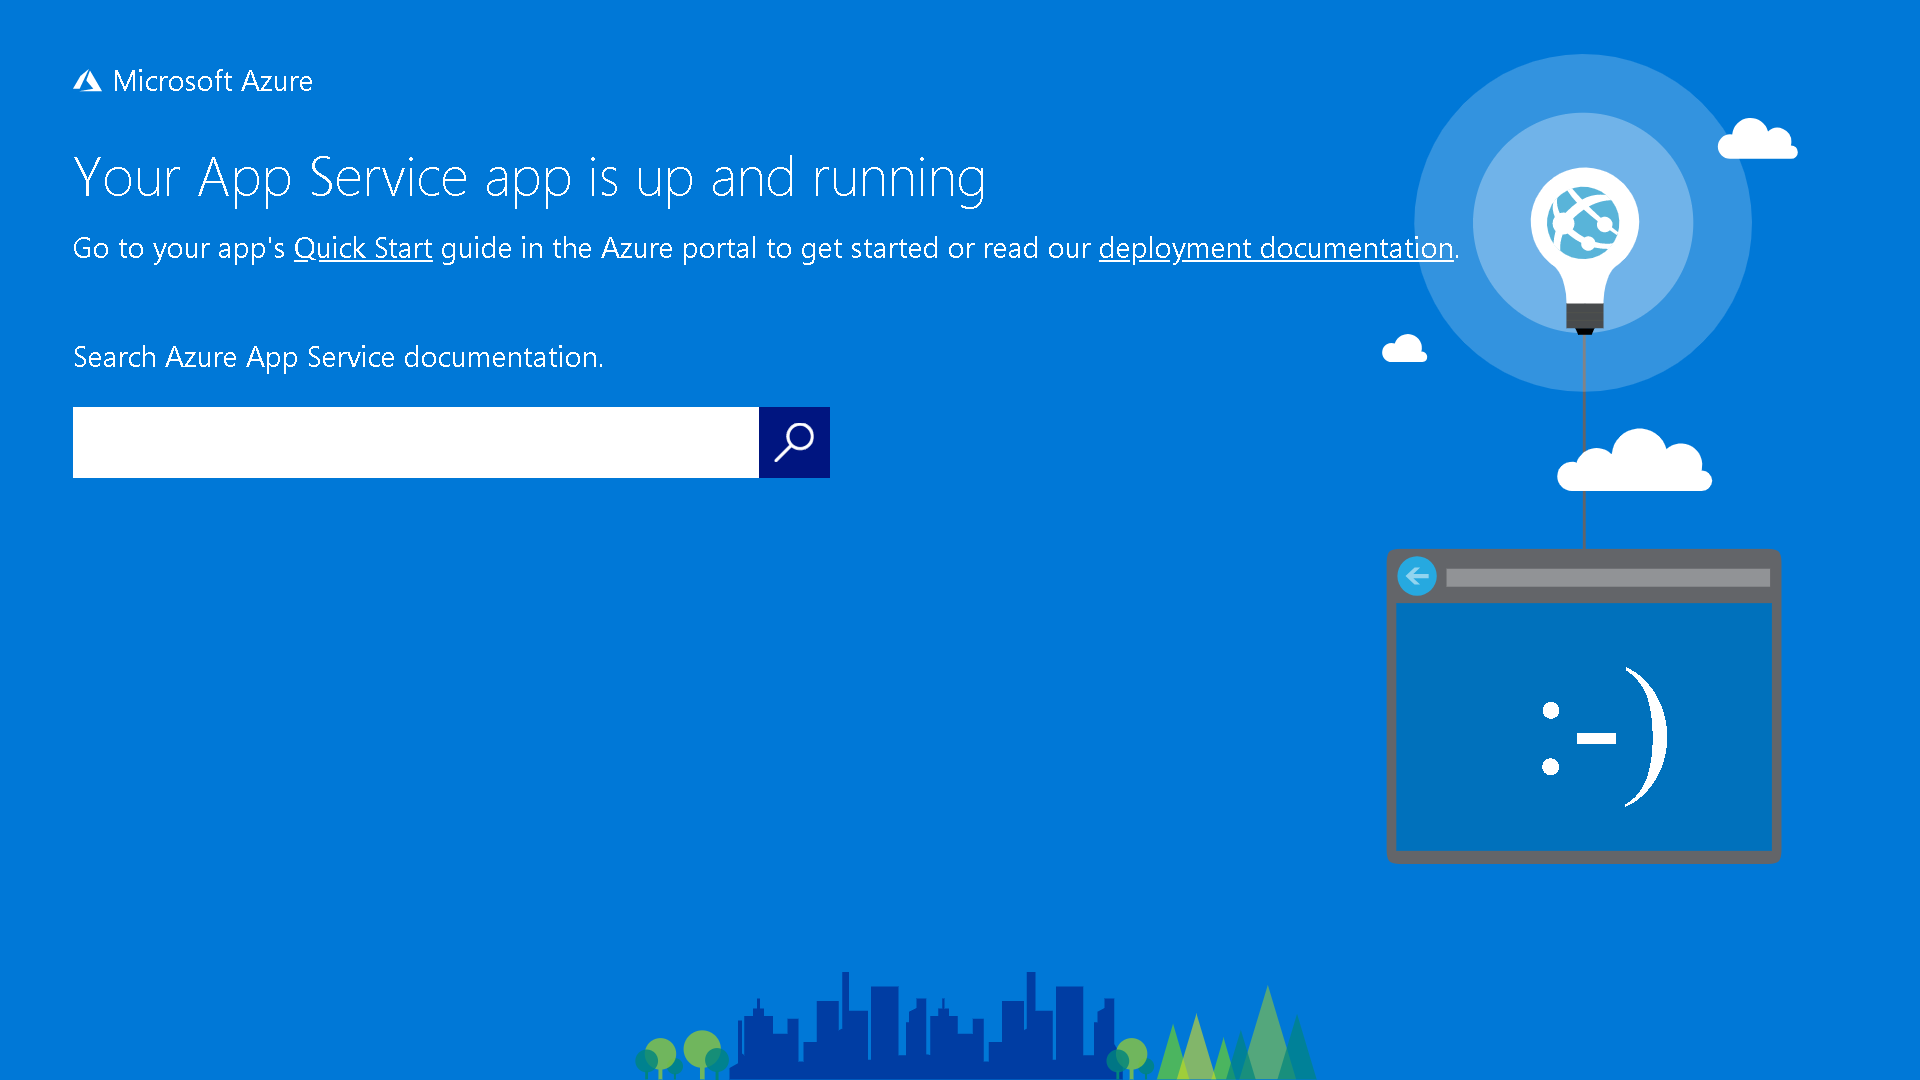 Microsoft Azure
Your App Service app is up and running
Go to your app's Quick Start guide in the Azure portal to get started or read our deployment documentation.
Search Azure App Service documentation.
:-)